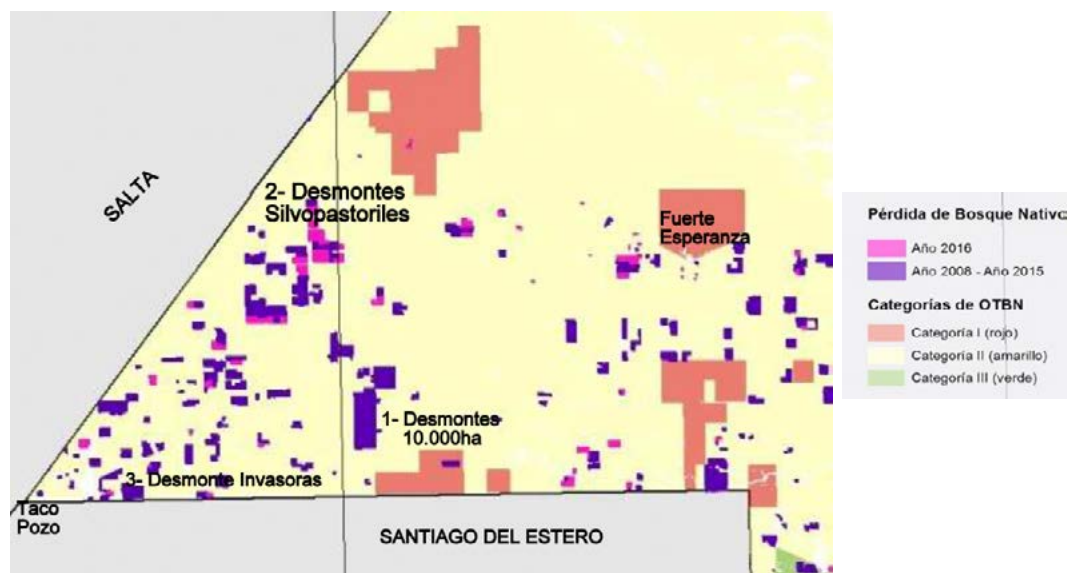 SALTA
2- Desmontes
Silvopastoriles
Fuerte
Esperanza
1- Desmontes
10.000ha
3- Desmonte Invasoras
Taco
Pozo
SANTIAGO DEL ESTERO
Pérdida de Bosque Nativo
Año 2016
Año 2008 - Año 2015
Categorías de OTBN
Categoría I (rojo)
Categoría II (amarillo)
Categoría III (verde)